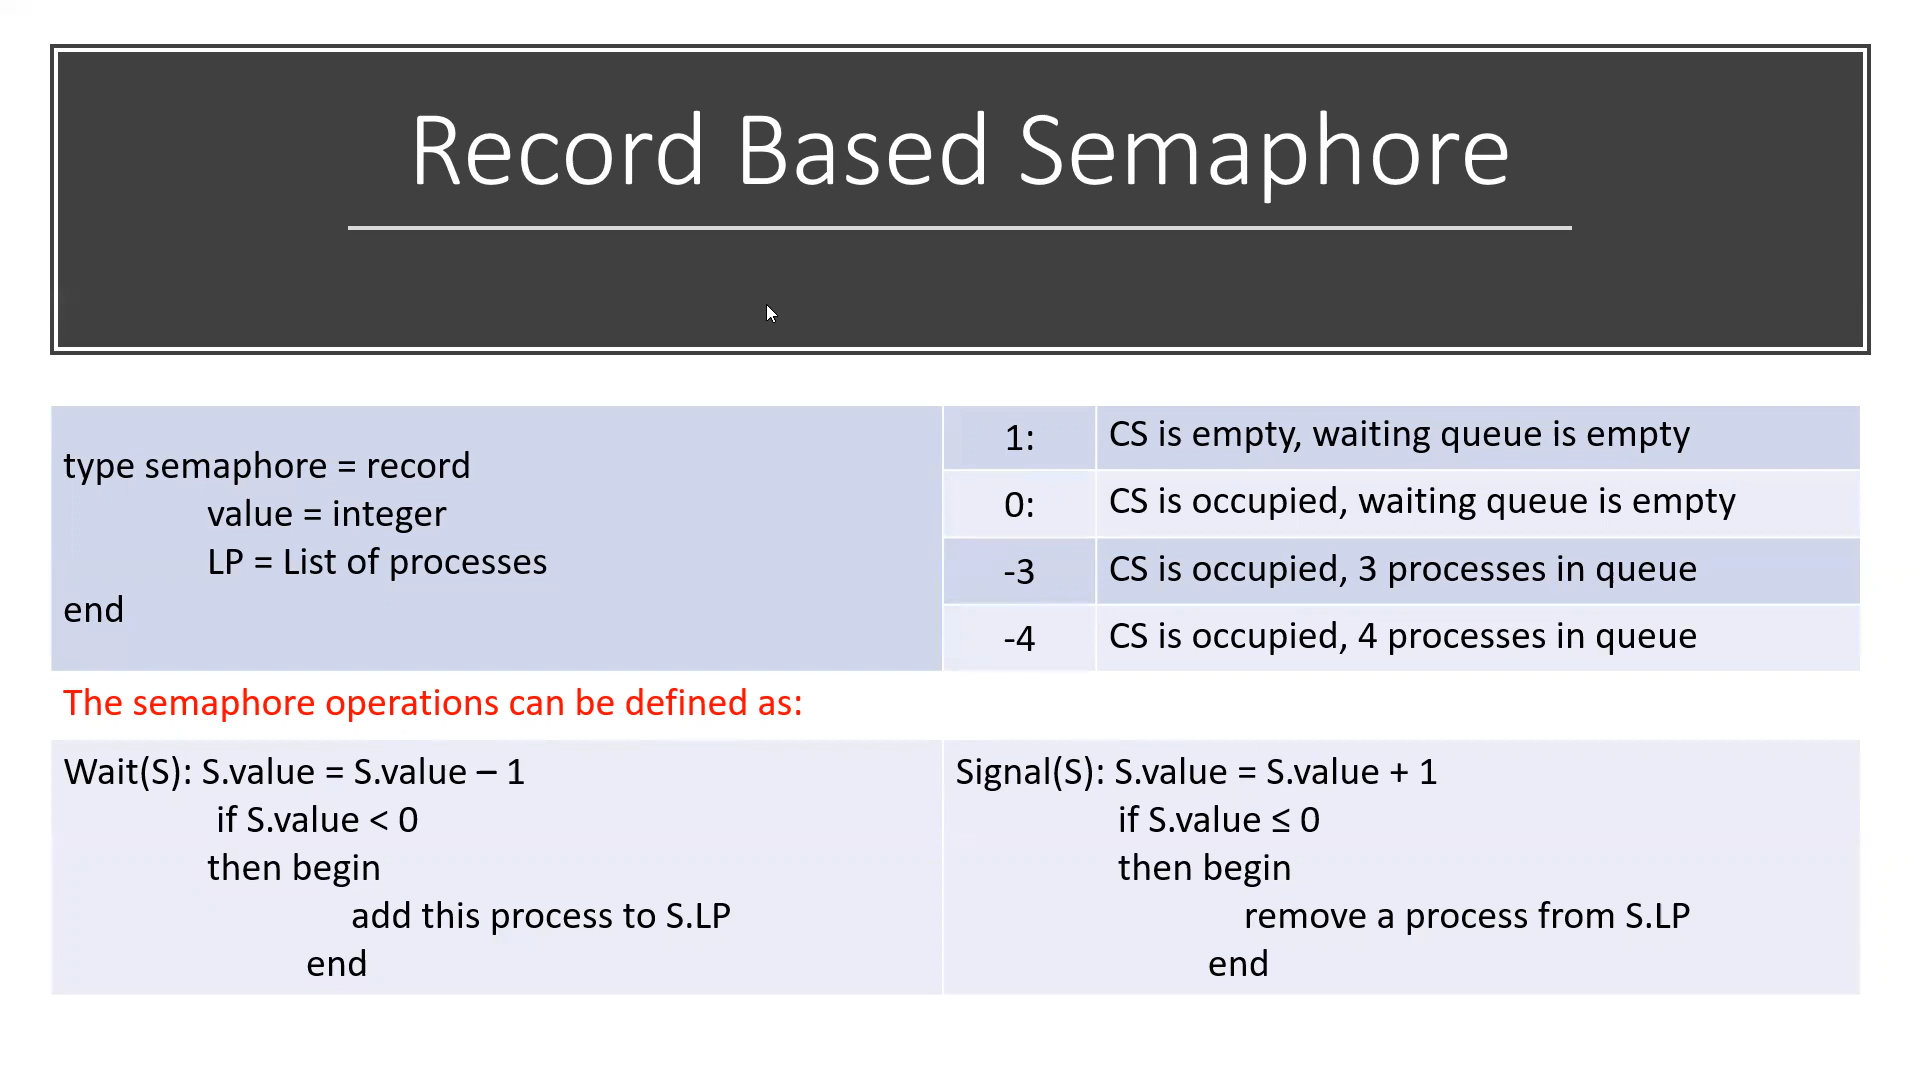 Record Based Semaphore
type semaphore = record
value = integer
LP = List of processes
end
1: CS is empty, waiting queue is empty
0: CS is occupied, waiting queue is empty
-3 CS is occupied, 3 processes in queue
-4 CS is occupied, 4 processes in queue
The semaphore operations can be defined as:
Wait(S): S.value = S.value – 1
if S.value < 0
then begin
add this process to S.LP
end
Signal(S): S.value = S.value + 1
if S.value ≤ 0
then begin
remove a process from S.LP
end